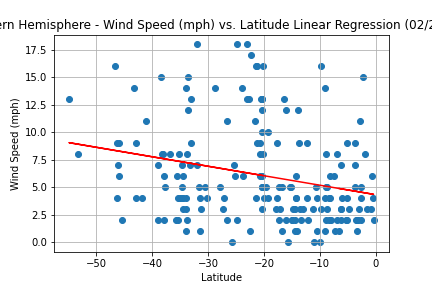 ern Hemisphere - Wind Speed (mph) vs. Latitude Linear Regression (02/2
17.5
15.0
12.5
10.0
7.5
5.0
2.5
0.0
Wind Speed (mph)
−50 −40 −30 −20 −10 0
Latitude